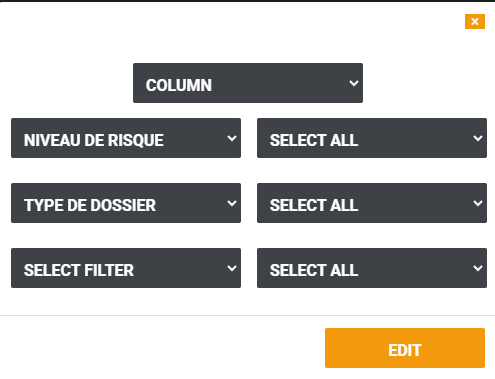 COLUMN
NIVEAU DE RISQUE
SELECT ALL
TYPE DE DOSSIER
SELECT ALL
SELECT FILTER
SELECT ALL
EDIT